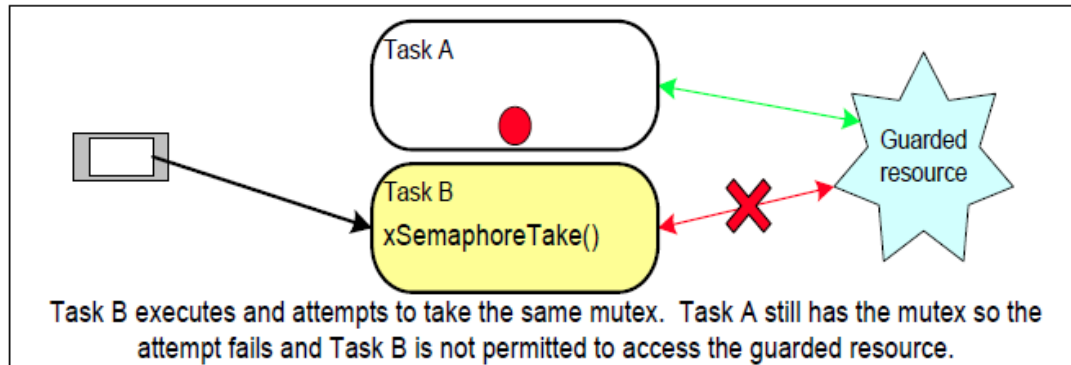 Task A
Guarded
resource
Task B
xSemaphoreTake()
Task B executes and attempts to take the same mutex.  Task A still has the mutex so the
attempt fails and Task B is not permitted to access the guarded resource.